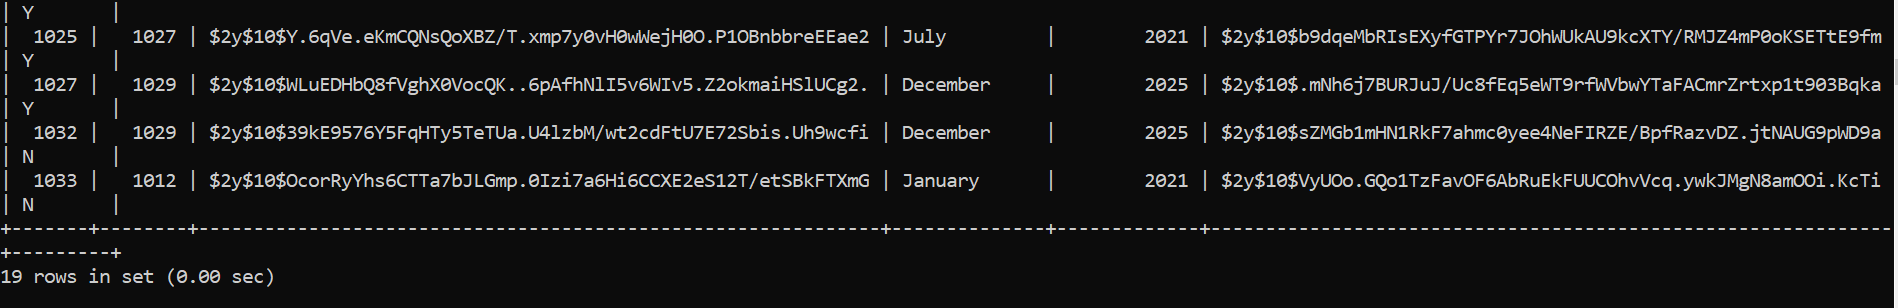 | Y       |
|  1025 |   1027 | $2y$10$Y.6qVe.eKmCQNsQoXBZ/T.xmp7y0vH0wWejH0O.P1OBnbbreEEae2 | July         |        2021 | $2y$10$b9dqeMbRIsEXyfGTPYr7JOhWUkAU9kcXTY/RMJZ4mP0oKSETtE9fm
| Y       |
|  1027 |   1029 | $2y$10$WLuEDHbQ8fVghX0VocQK..6pAfhNlI5v6WIv5.Z2okmaiHSlUCg2. | December     |        2025 | $2y$10$.mNh6j7BURJuJ/Uc8fEq5eWT9rfWVbwYTaFACmrZrtxp1t903Bqka
| Y       |
|  1032 |   1029 | $2y$10$39kE9576Y5FqHTy5TeTUa.U4lzbM/wt2cdFtU7E72Sbis.Uh9wcfi | December     |        2025 | $2y$10$sZMGb1mHN1RkF7ahmc0yee4NeFIRZE/BpfRazvDZ.jtNAUG9pWD9a
| N       |
|  1033 |   1012 | $2y$10$OcorRyYhs6CTTa7bJLGmp.0Izi7a6Hi6CCXE2eS12T/etSBkFTXmG | January      |        2021 | $2y$10$VyUOo.GQo1TzFavOF6AbRuEkFUUCOhvVcq.ywkJMgN8amOOi.KcTi
| N       |
+-------+--------+--------------------------------------------------------------+--------------+-------------+--------------------------------------------------------------
+---------+
19 rows in set (0.00 sec)